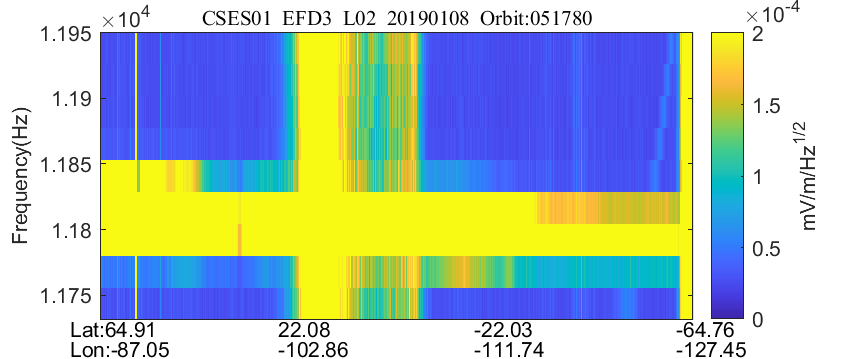 ×10⁴ CSES01 EFD3 L02 20190108 Orbit:051780 ×10⁻⁴
1.195
1.19
1.185
1.18
1.175
Frequency(Hz)
2
1.5
1
0.5
0
mV/m/Hz^1/2
Lat:64.91 22.08 -22.03 -64.76
Lon:-87.05 -102.86 -111.74 -127.45